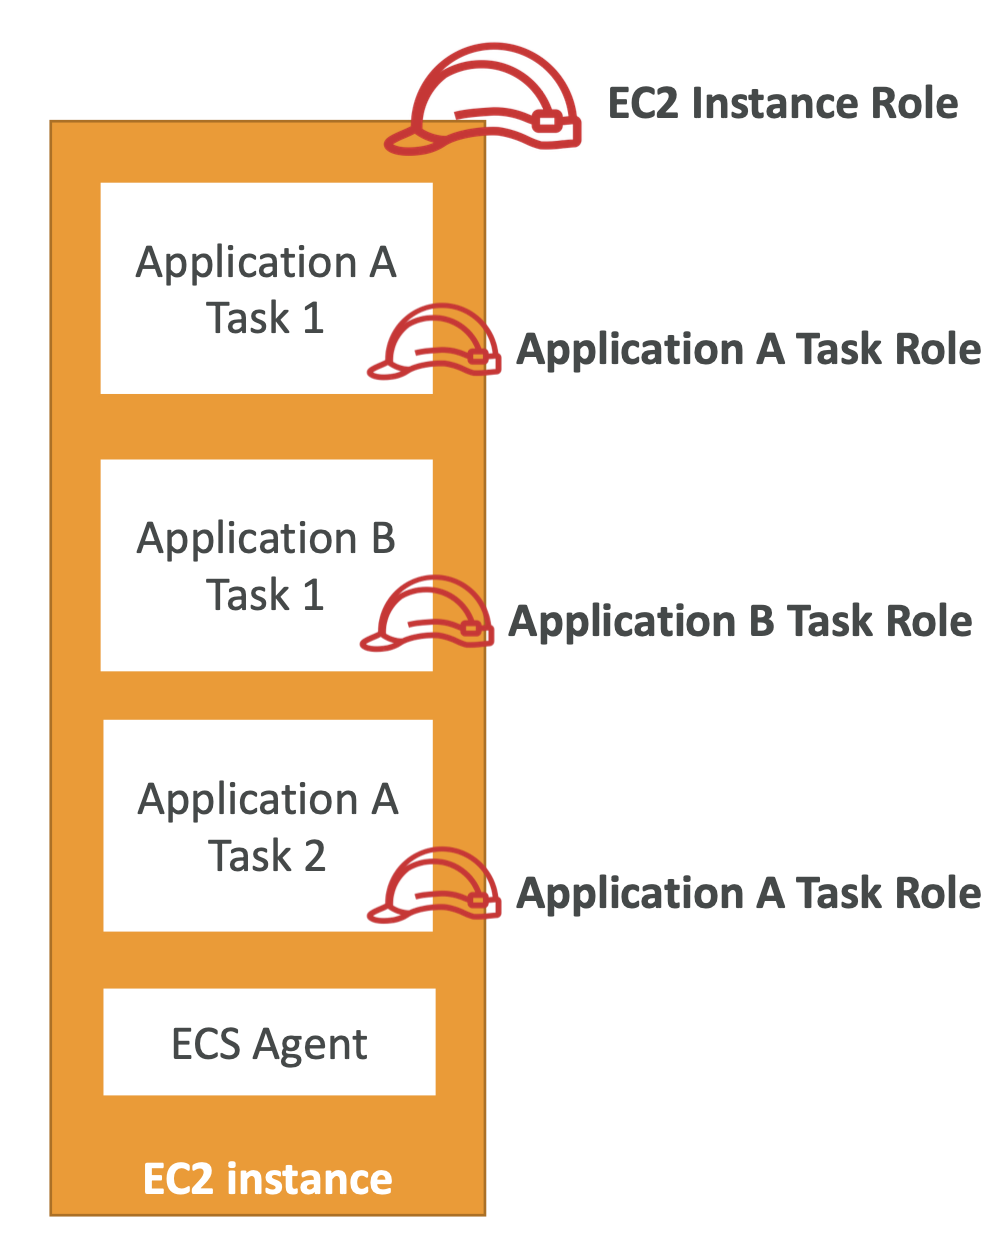 EC2 Instance Role
Application A
Task 1
Application A Task Role
Application B
Task 1
Application B Task Role
Application A
Task 2
Application A Task Role
ECS Agent
EC2 instance